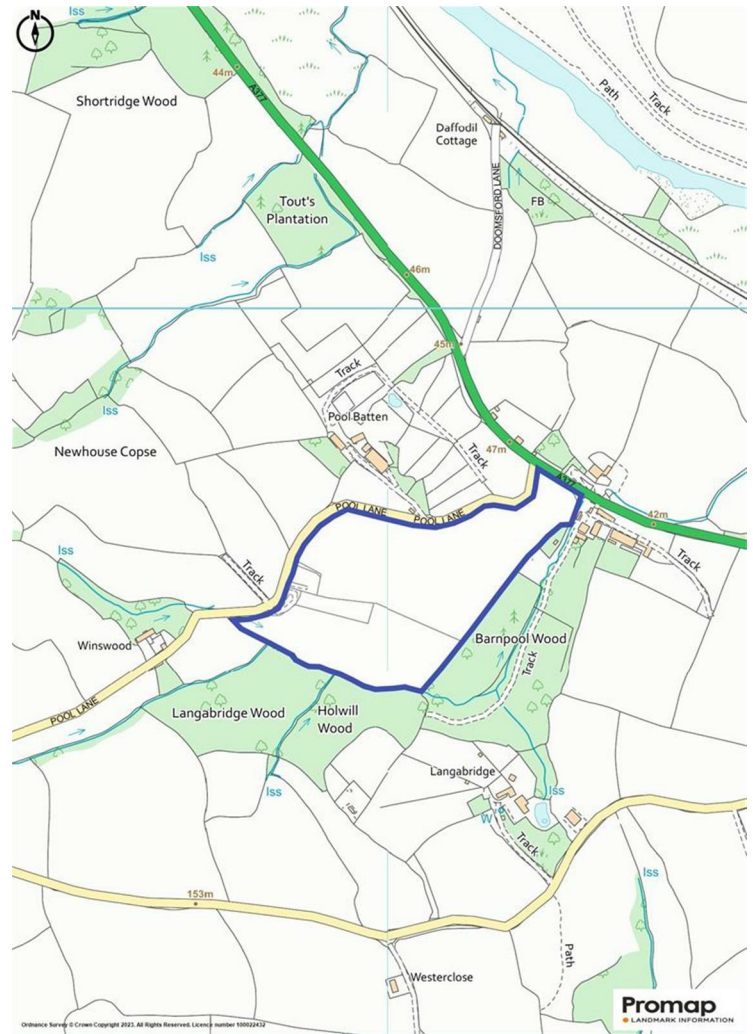 Iss
44m
Shortridge Wood
A377
Path
Track
Daffodil
Cottage
DOOMSFORD LANE
FB
Tout's
Plantation
Iss
46m
45m
Track
Iss
Pool Batten
Newhouse Copse
47m
Track
A377
42m
POOL LANE
POOL LANE
Iss
Track
Track
Winswood
Barnpool Wood
Track
POOL LANE
Langabridge Wood
Holwill
Wood
Langabridge
Iss
Iss
W
Track
Iss
153m
Path
Westerclose
Promap
LANDMARK INFORMATION
Ordnance Survey © Crown Copyright 2023. All Rights Reserved. Licence number 100022432